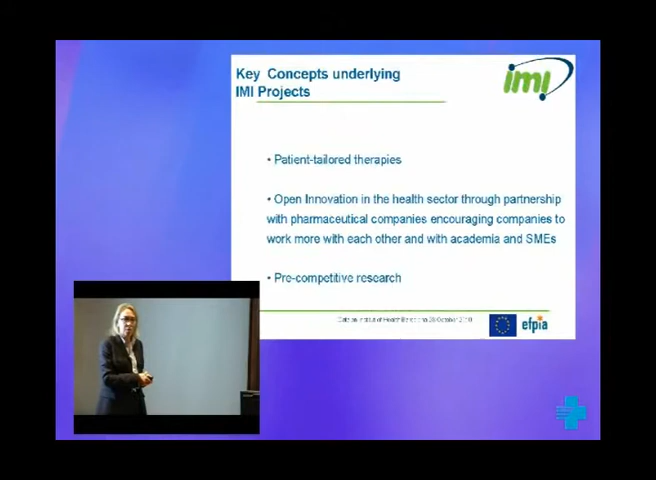 Key Concepts underlying
IMI Projects
imi
• Patient-tailored therapies
• Open Innovation in the health sector through partnership
with pharmaceutical companies encouraging companies to
work more with each other and with academia and SMEs
• Pre-competitive research
efpia